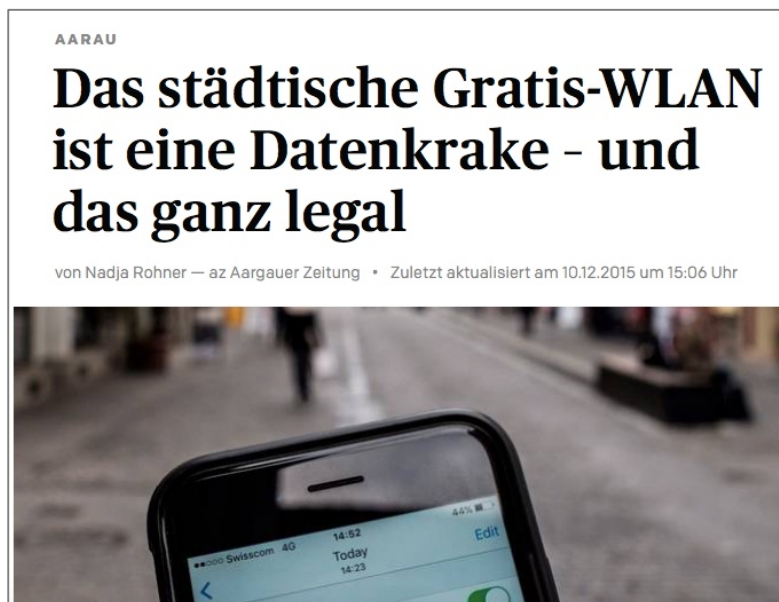 AARAU
Das städtische Gratis-WLAN
ist eine Datenkrake – und
das ganz legal
von Nadja Rohner — az Aargauer Zeitung • Zuletzt aktualisiert am 10.12.2015 um 15:06 Uhr
Swisscom 4G 14:52 44%
Today Edit
14:23